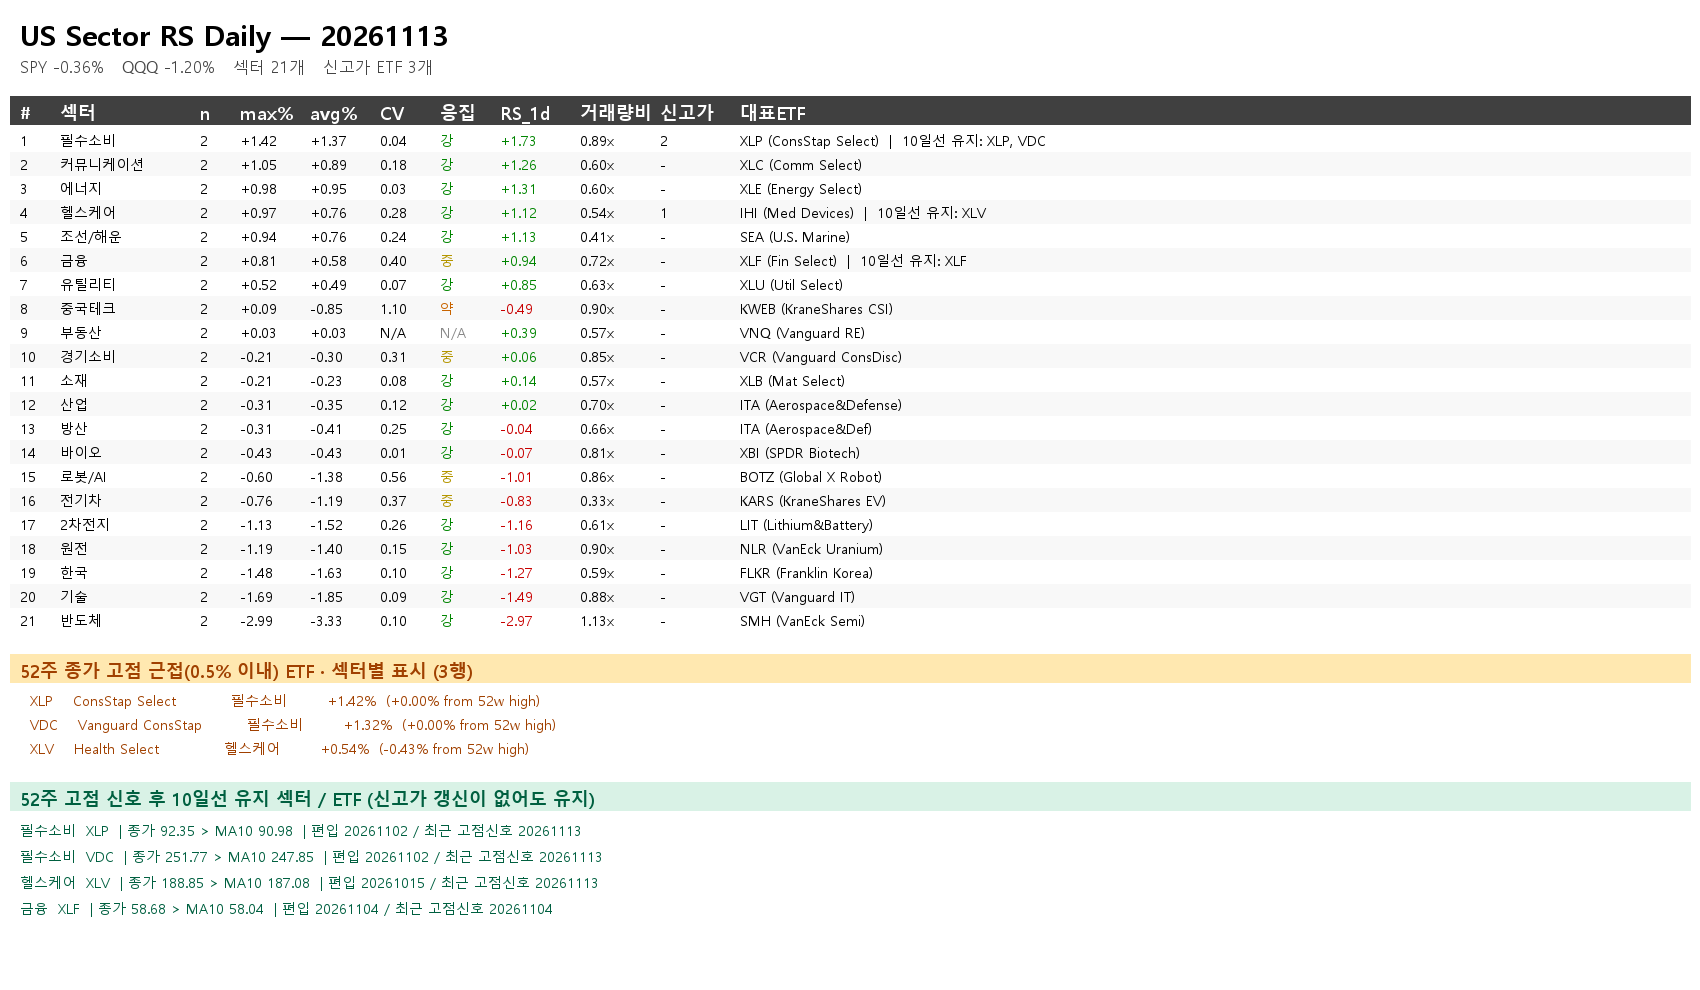 US Sector RS Daily — 20261113
SPY -0.36% QQQ -1.20% 섹터 21개 신고가 ETF 3개
# 섹터 n max% avg% CV 응집 RS_1d 거래량비 신고가 대표ETF
1 필수소비 2 +1.42 +1.37 0.04 강 +1.73 0.89x 2 XLP (ConsStap Select) | 10일선 유지: XLP, VDC
2 커뮤니케이션 2 +1.05 +0.89 0.18 강 +1.26 0.60x - XLC (Comm Select)
3 에너지 2 +0.98 +0.95 0.03 강 +1.31 0.60x - XLE (Energy Select)
4 헬스케어 2 +0.97 +0.76 0.28 강 +1.12 0.54x 1 IHI (Med Devices) | 10일선 유지: XLV
5 조선/해운 2 +0.94 +0.76 0.24 강 +1.13 0.41x - SEA (U.S. Marine)
6 금융 2 +0.81 +0.58 0.40 중 +0.94 0.72x - XLF (Fin Select) | 10일선 유지: XLF
7 유틸리티 2 +0.52 +0.49 0.07 강 +0.85 0.63x - XLU (Util Select)
8 중국테크 2 +0.09 -0.85 1.10 약 -0.49 0.90x - KWEB (KraneShares CSI)
9 부동산 2 +0.03 +0.03 N/A N/A +0.39 0.57x - VNQ (Vanguard RE)
10 경기소비 2 -0.21 -0.30 0.31 중 +0.06 0.85x - VCR (Vanguard ConsDisc)
11 소재 2 -0.21 -0.23 0.08 강 +0.14 0.57x - XLB (Mat Select)
12 산업 2 -0.31 -0.35 0.12 강 +0.02 0.70x - ITA (Aerospace&Defense)
13 방산 2 -0.31 -0.41 0.25 강 -0.04 0.66x - ITA (Aerospace&Def)
14 바이오 2 -0.43 -0.43 0.01 강 -0.07 0.81x - XBI (SPDR Biotech)
15 로봇/AI 2 -0.60 -1.38 0.56 중 -1.01 0.86x - BOTZ (Global X Robot)
16 전기차 2 -0.76 -1.19 0.37 중 -0.83 0.33x - KARS (KraneShares EV)
17 2차전지 2 -1.13 -1.52 0.26 강 -1.16 0.61x - LIT (Lithium&Battery)
18 원전 2 -1.19 -1.40 0.15 강 -1.03 0.90x - NLR (VanEck Uranium)
19 한국 2 -1.48 -1.63 0.10 강 -1.27 0.59x - FLKR (Franklin Korea)
20 기술 2 -1.69 -1.85 0.09 강 -1.49 0.88x - VGT (Vanguard IT)
21 반도체 2 -2.99 -3.33 0.10 강 -2.97 1.13x - SMH (VanEck Semi)
52주 종가 고점 근접(0.5% 이내) ETF · 섹터별 표시 (3행)
XLP ConsStap Select 필수소비 +1.42% (+0.00% from 52w high)
VDC Vanguard ConsStap 필수소비 +1.32% (+0.00% from 52w high)
XLV Health Select 헬스케어 +0.54% (-0.43% from 52w high)
52주 고점 신호 후 10일선 유지 섹터 / ETF (신고가 갱신이 없어도 유지)
필수소비 XLP | 종가 92.35 > MA10 90.98 | 편입 20261102 / 최근 고점신호 20261113
필수소비 VDC | 종가 251.77 > MA10 247.85 | 편입 20261102 / 최근 고점신호 20261113
헬스케어 XLV | 종가 188.85 > MA10 187.08 | 편입 20261015 / 최근 고점신호 20261113
금융 XLF | 종가 58.68 > MA10 58.04 | 편입 20261104 / 최근 고점신호 20261104